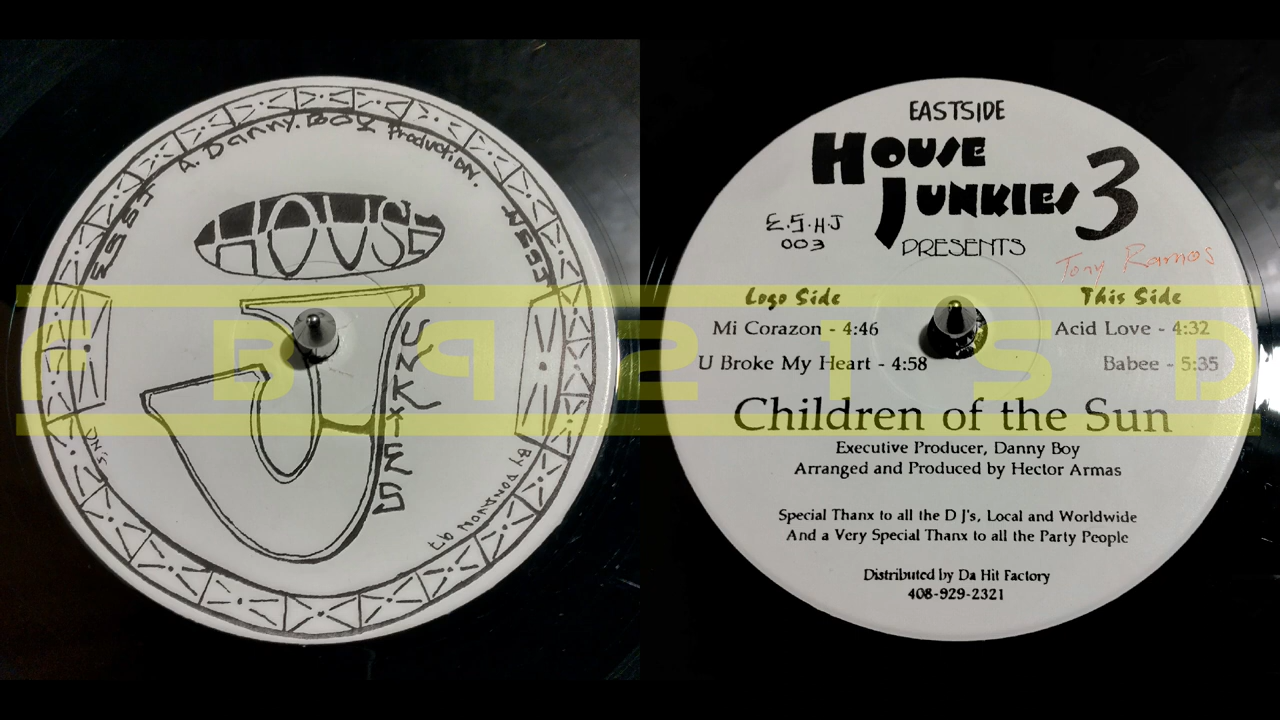 A. Danny. BOY Production.
HOUSE
JUNKIES
BY DONAVON 97
EASTSIDE
HOUSE
JUNKIES 3
E.S.H.J
003
PRESENTS
Tony Ramos
Logo Side
Mi Corazon - 4:46
U Broke My Heart - 4:58
This Side
Acid Love - 4:32
Babee - 5:35
Children of the Sun
Executive Producer, Danny Boy
Arranged and Produced by Hector Armas
Special Thanx to all the D J's, Local and Worldwide
And a Very Special Thanx to all the Party People
Distributed by Da Hit Factory
408-929-2321